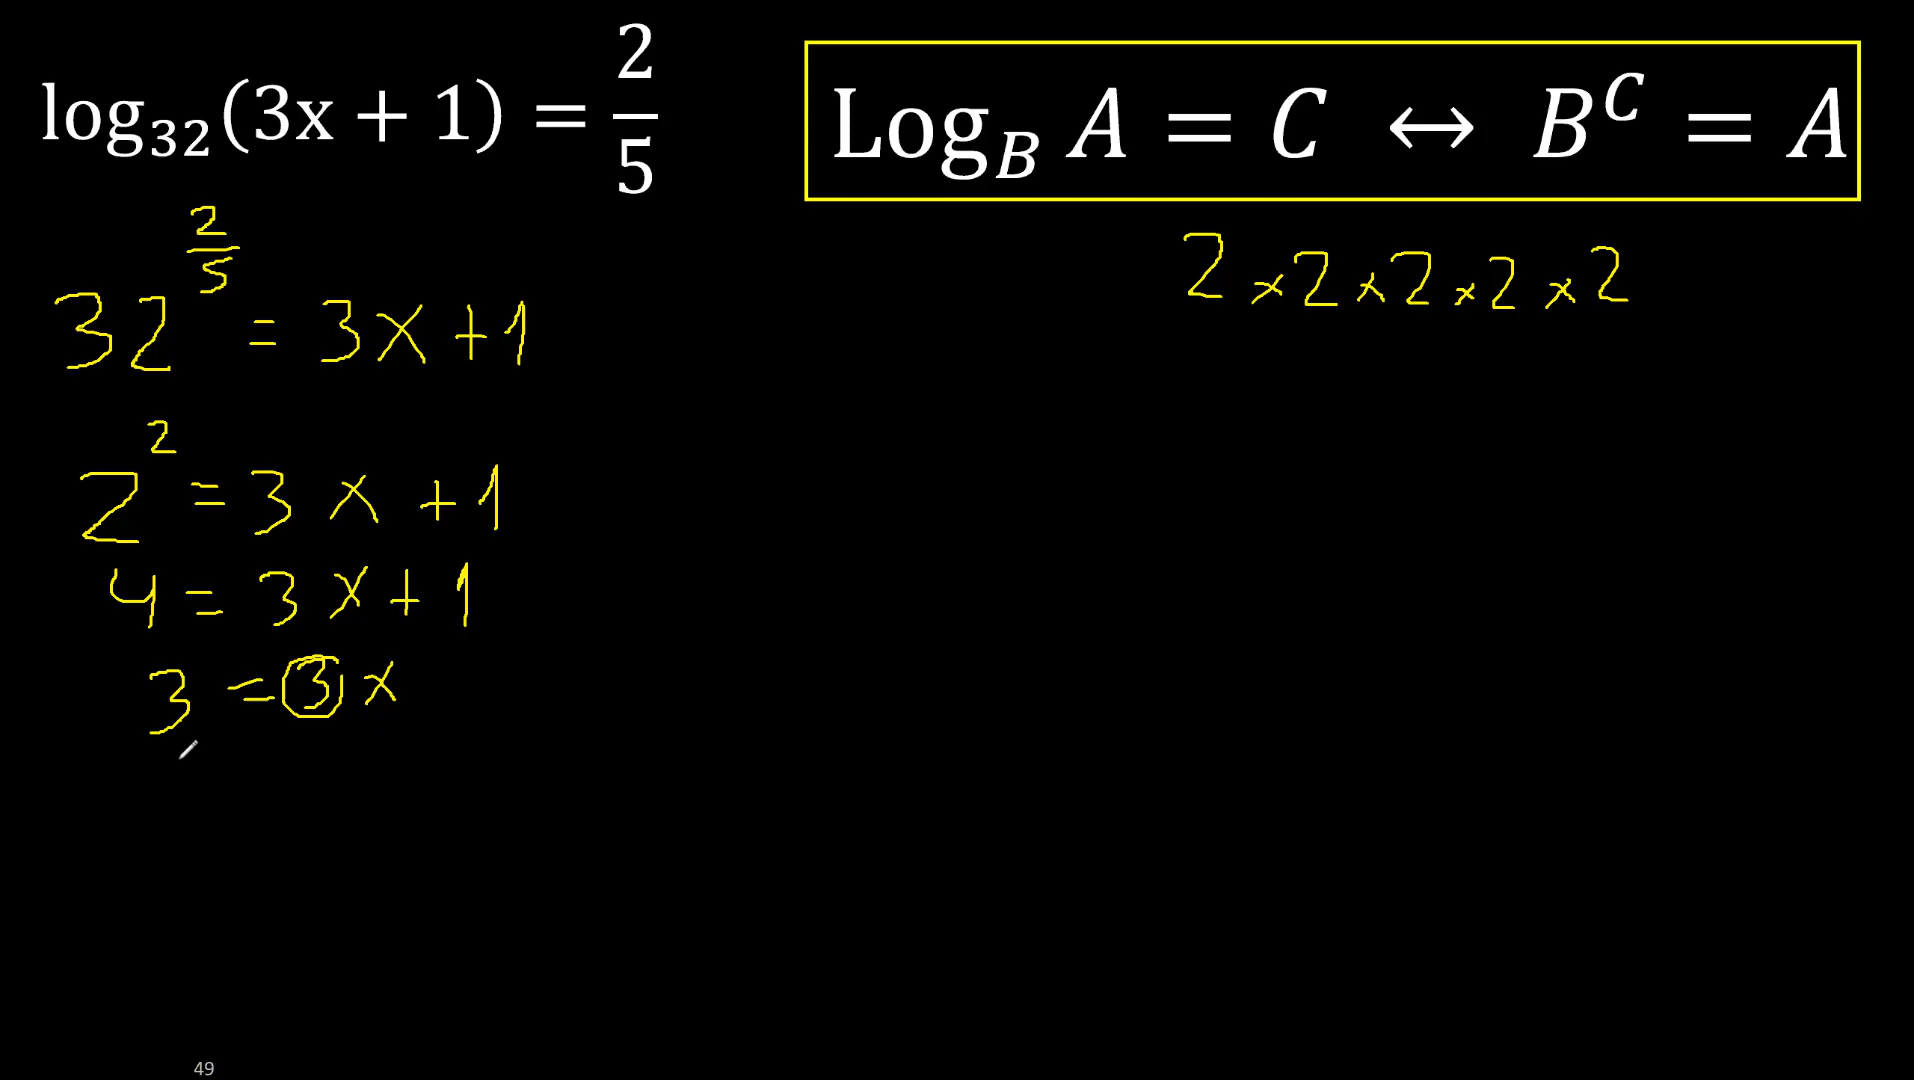 log₃₂(3x + 1) = 2/5
Log_B A = C ↔ B^C = A
2 × 2 × 2 × 2 × 2
32^(2/5) = 3x + 1
2² = 3x + 1
4 = 3x + 1
3 = 3x
49